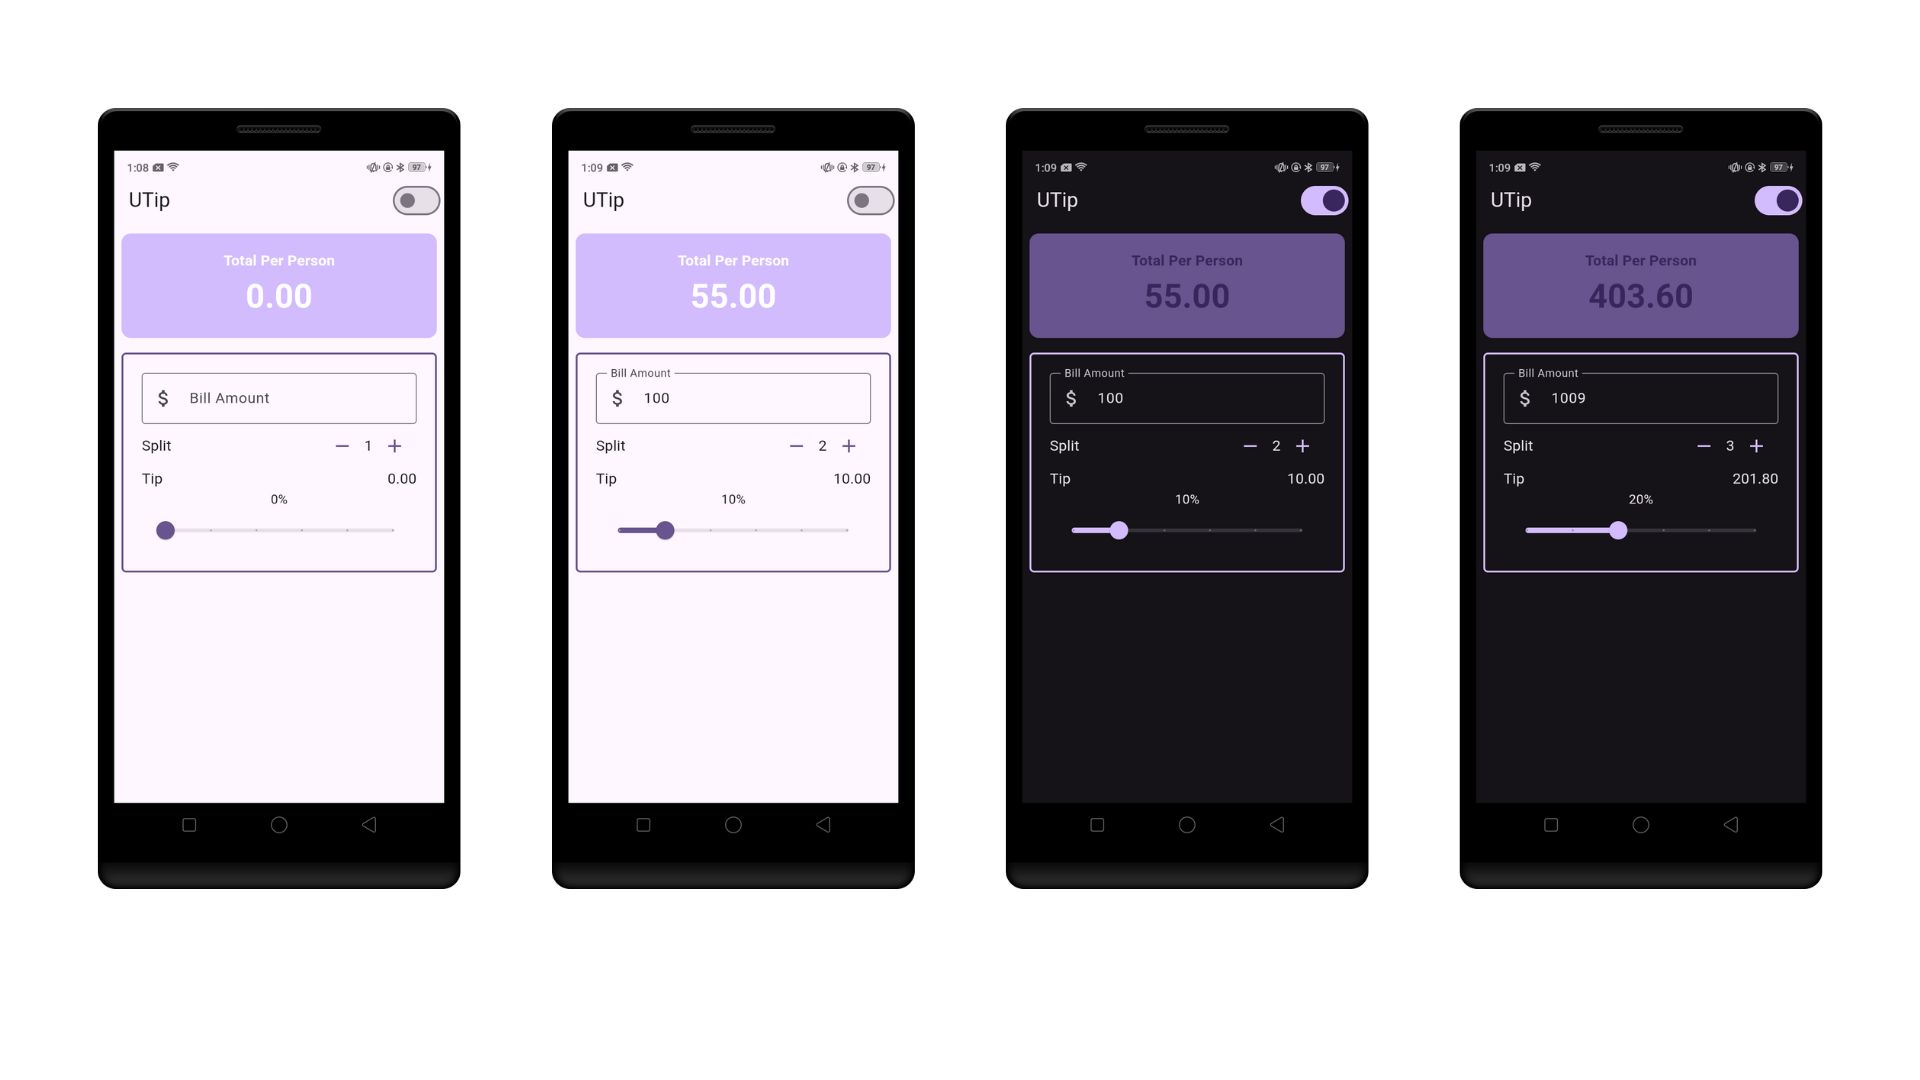 1:08 97
UTip
Total Per Person
0.00
$ Bill Amount
Split 1
Tip 0.00
0%
1:09 97
UTip
Total Per Person
55.00
Bill Amount
$ 100
Split 2
Tip 10.00
10%
1:09 97
UTip
Total Per Person
55.00
Bill Amount
$ 100
Split 2
Tip 10.00
10%
1:09 97
UTip
Total Per Person
403.60
Bill Amount
$ 1009
Split 3
Tip 201.80
20%